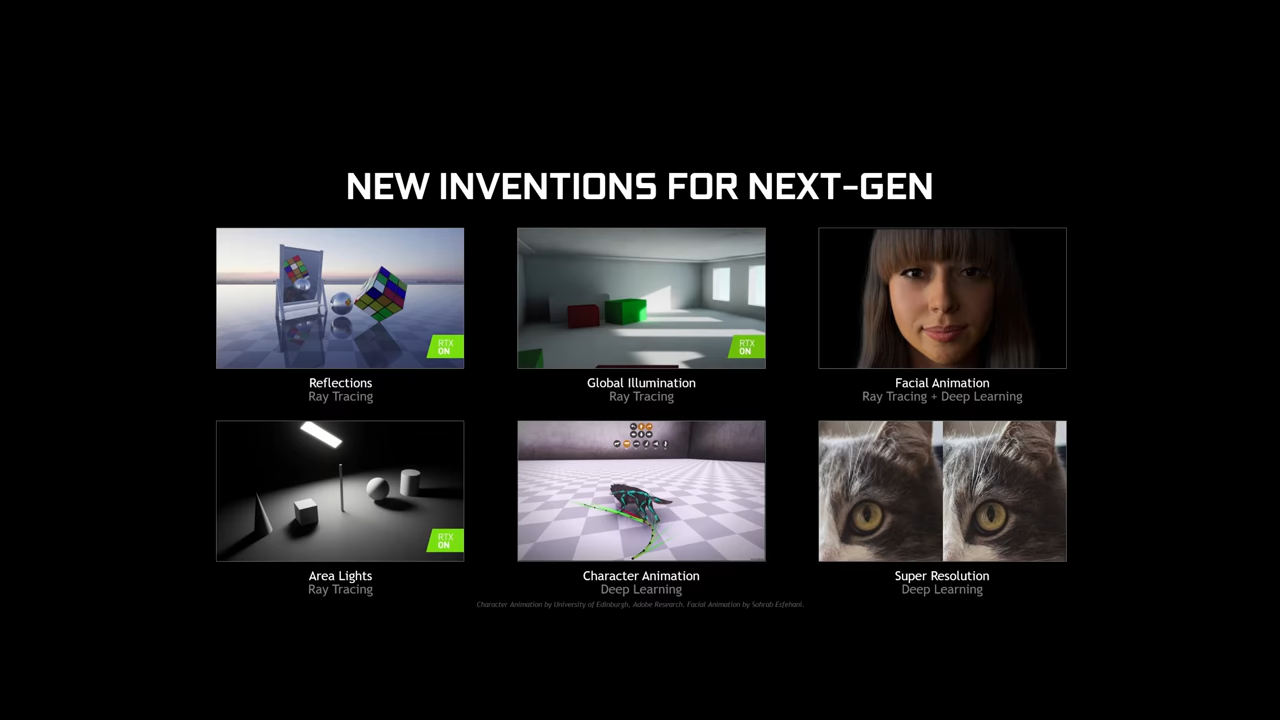 NEW INVENTIONS FOR NEXT-GEN
RTX
ON
RTX
ON
Reflections
Ray Tracing
Global Illumination
Ray Tracing
Facial Animation
Ray Tracing + Deep Learning
RTX
ON
Area Lights
Ray Tracing
Character Animation
Deep Learning
Super Resolution
Deep Learning
Character Animation by University of Edinburgh, Adobe Research. Facial Animation by Sohrab Esfehani.